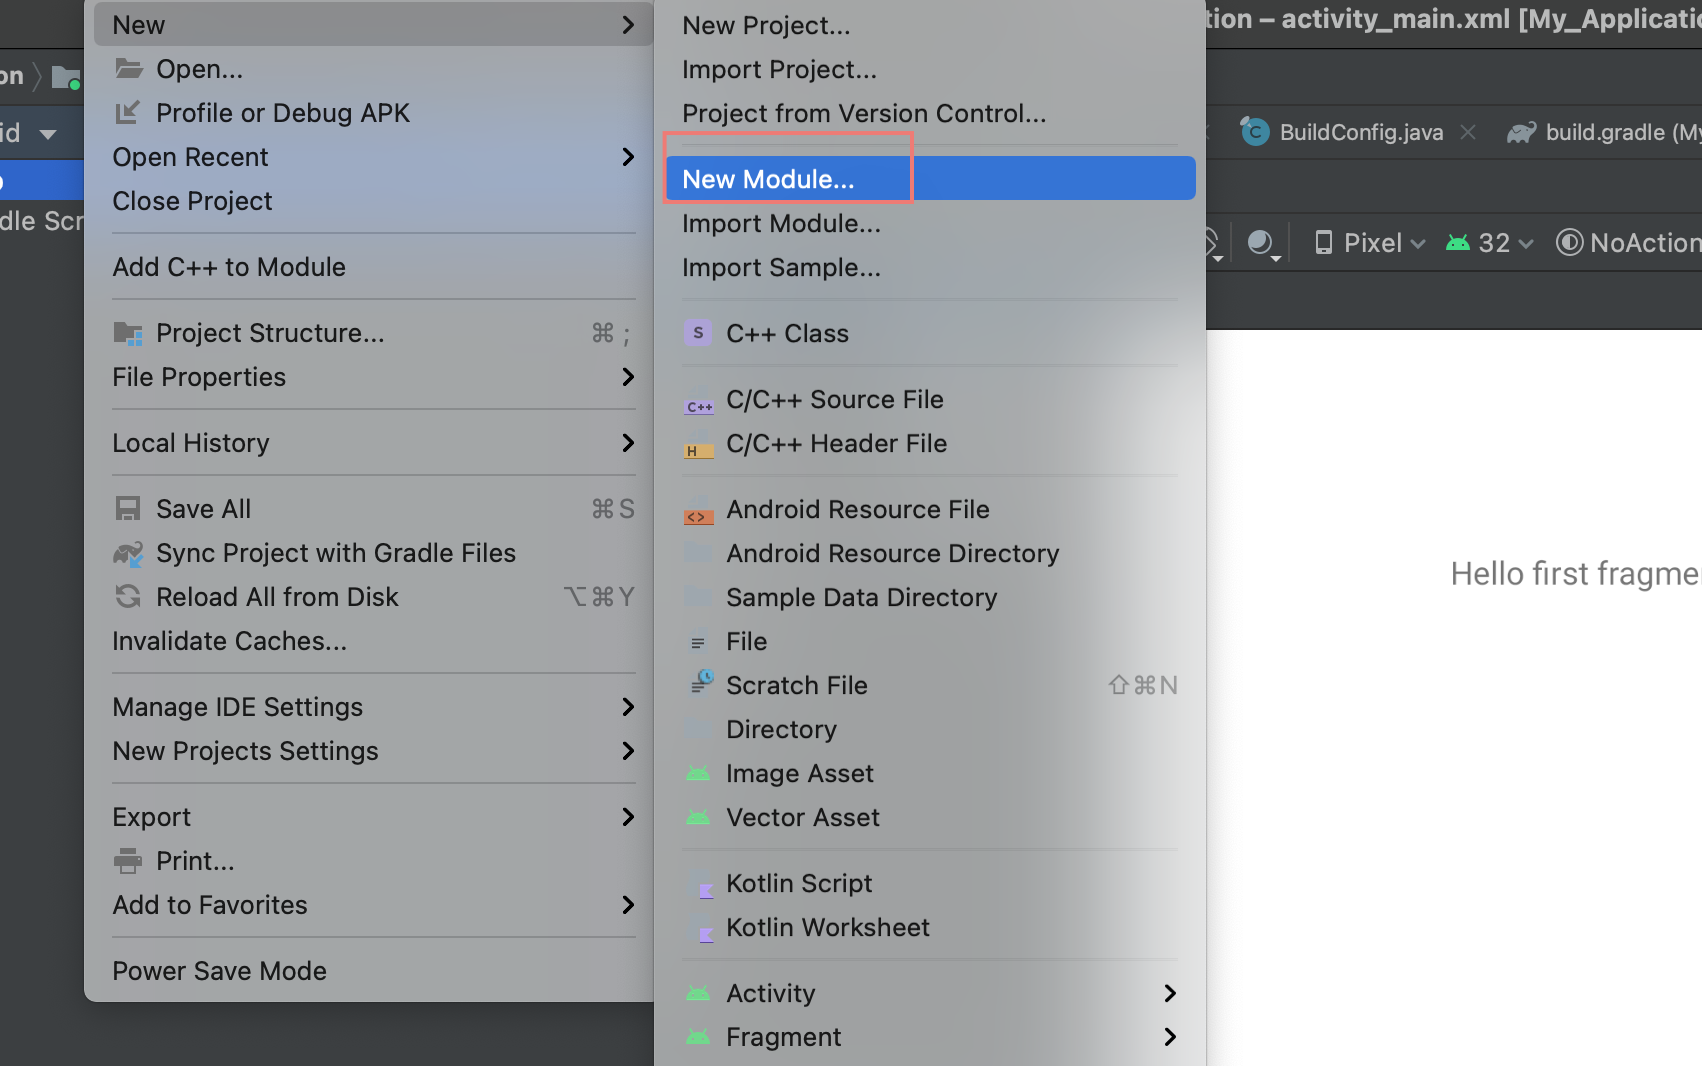 New
Open...
Profile or Debug APK
Open Recent
Close Project
Add C++ to Module
Project Structure... ⌘ ;
File Properties
Local History
Save All ⌘ S
Sync Project with Gradle Files
Reload All from Disk ⌥⌘Y
Invalidate Caches...
Manage IDE Settings
New Projects Settings
Export
Print...
Add to Favorites
Power Save Mode
New Project...
Import Project...
Project from Version Control...
New Module...
Import Module...
Import Sample...
S C++ Class
C++ C/C++ Source File
H C/C++ Header File
<> Android Resource File
Android Resource Directory
Sample Data Directory
File
Scratch File ⇧⌘N
Directory
Image Asset
Vector Asset
Kotlin Script
Kotlin Worksheet
Activity
Fragment
tion – activity_main.xml [My_Applicatio
C BuildConfig.java
build.gradle (My
Pixel 32 NoAction
Hello first fragme
on
id
dle Scr